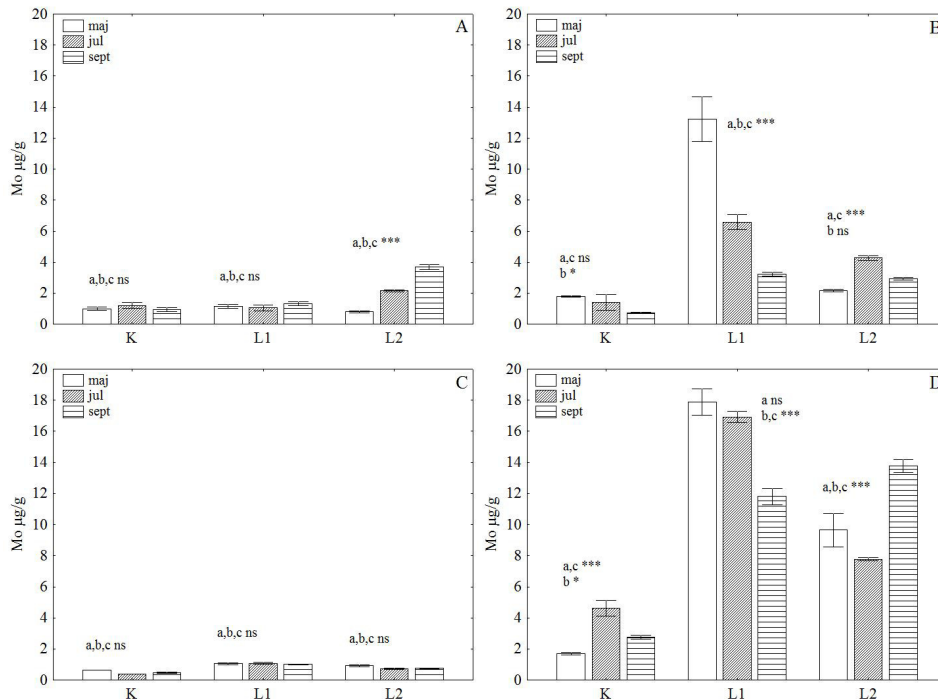 A
maj
jul
sept
Mo µg/g
20
18
16
14
12
10
8
6
4
2
0
a,b,c ns
a,b,c ns
a,b,c ***
K
L1
L2
B
maj
jul
sept
Mo µg/g
20
18
16
14
12
10
8
6
4
2
0
a,c ns
b *
a,b,c ***
a,c ***
b ns
K
L1
L2
C
maj
jul
sept
Mo µg/g
20
18
16
14
12
10
8
6
4
2
0
a,b,c ns
a,b,c ns
a,b,c ns
K
L1
L2
D
maj
jul
sept
Mo µg/g
20
18
16
14
12
10
8
6
4
2
0
a,c ***
b *
a ns
b,c ***
a,b,c ***
K
L1
L2